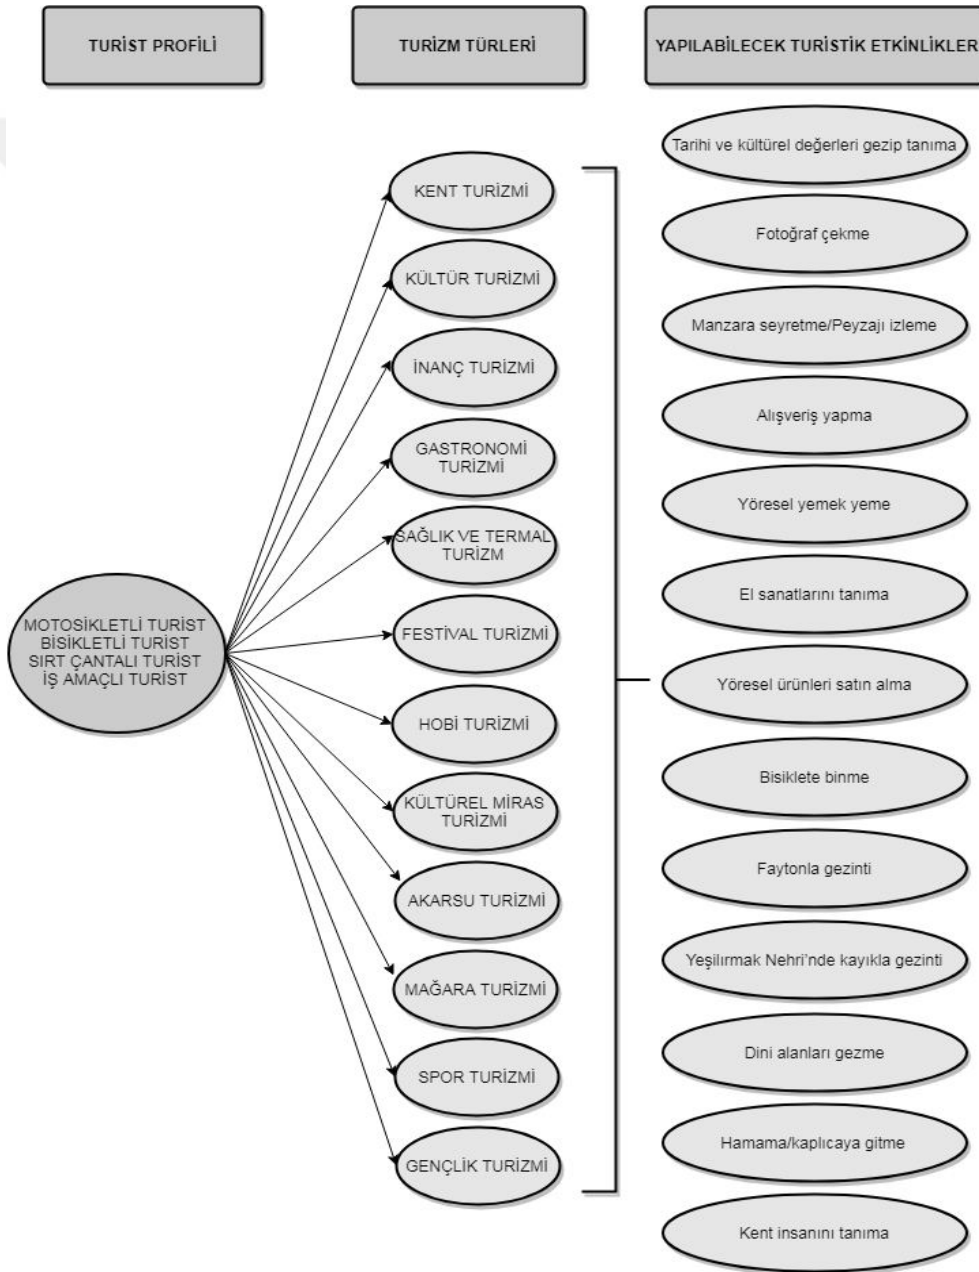 TURİST PROFİLİ
TURİZM TÜRLERİ
YAPILABİLECEK TURİSTİK ETKİNLİKLER
MOTOSİKLETLİ TURİST
BİSİKLETLİ TURİST
SIRT ÇANTALI TURİST
İŞ AMAÇLI TURİST
KENT TURİZMİ
KÜLTÜR TURİZMİ
İNANÇ TURİZMİ
GASTRONOMİ
TURİZMİ
SAĞLIK VE TERMAL
TURİZM
FESTİVAL TURİZMİ
HOBİ TURİZMİ
KÜLTÜREL MİRAS
TURİZMİ
AKARSU TURİZMİ
MAĞARA TURİZMİ
SPOR TURİZMİ
GENÇLİK TURİZMİ
Tarihi ve kültürel değerleri gezip tanıma
Fotoğraf çekme
Manzara seyretme/Peyzajı izleme
Alışveriş yapma
Yöresel yemek yeme
El sanatlarını tanıma
Yöresel ürünleri satın alma
Bisiklete binme
Faytonla gezinti
Yeşilırmak Nehri'nde kayıkla gezinti
Dini alanları gezme
Hamama/kaplıcaya gitme
Kent insanını tanıma